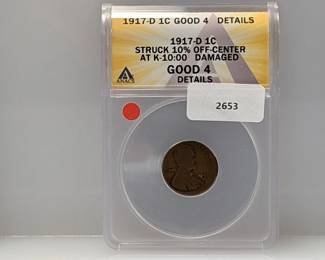 1917-D 1C GOOD 4 DETAILS
1917-D 1C
STRUCK 10% OFF-CENTER
AT K-10:00 DAMAGED
GOOD 4
DETAILS
ANACS
2653